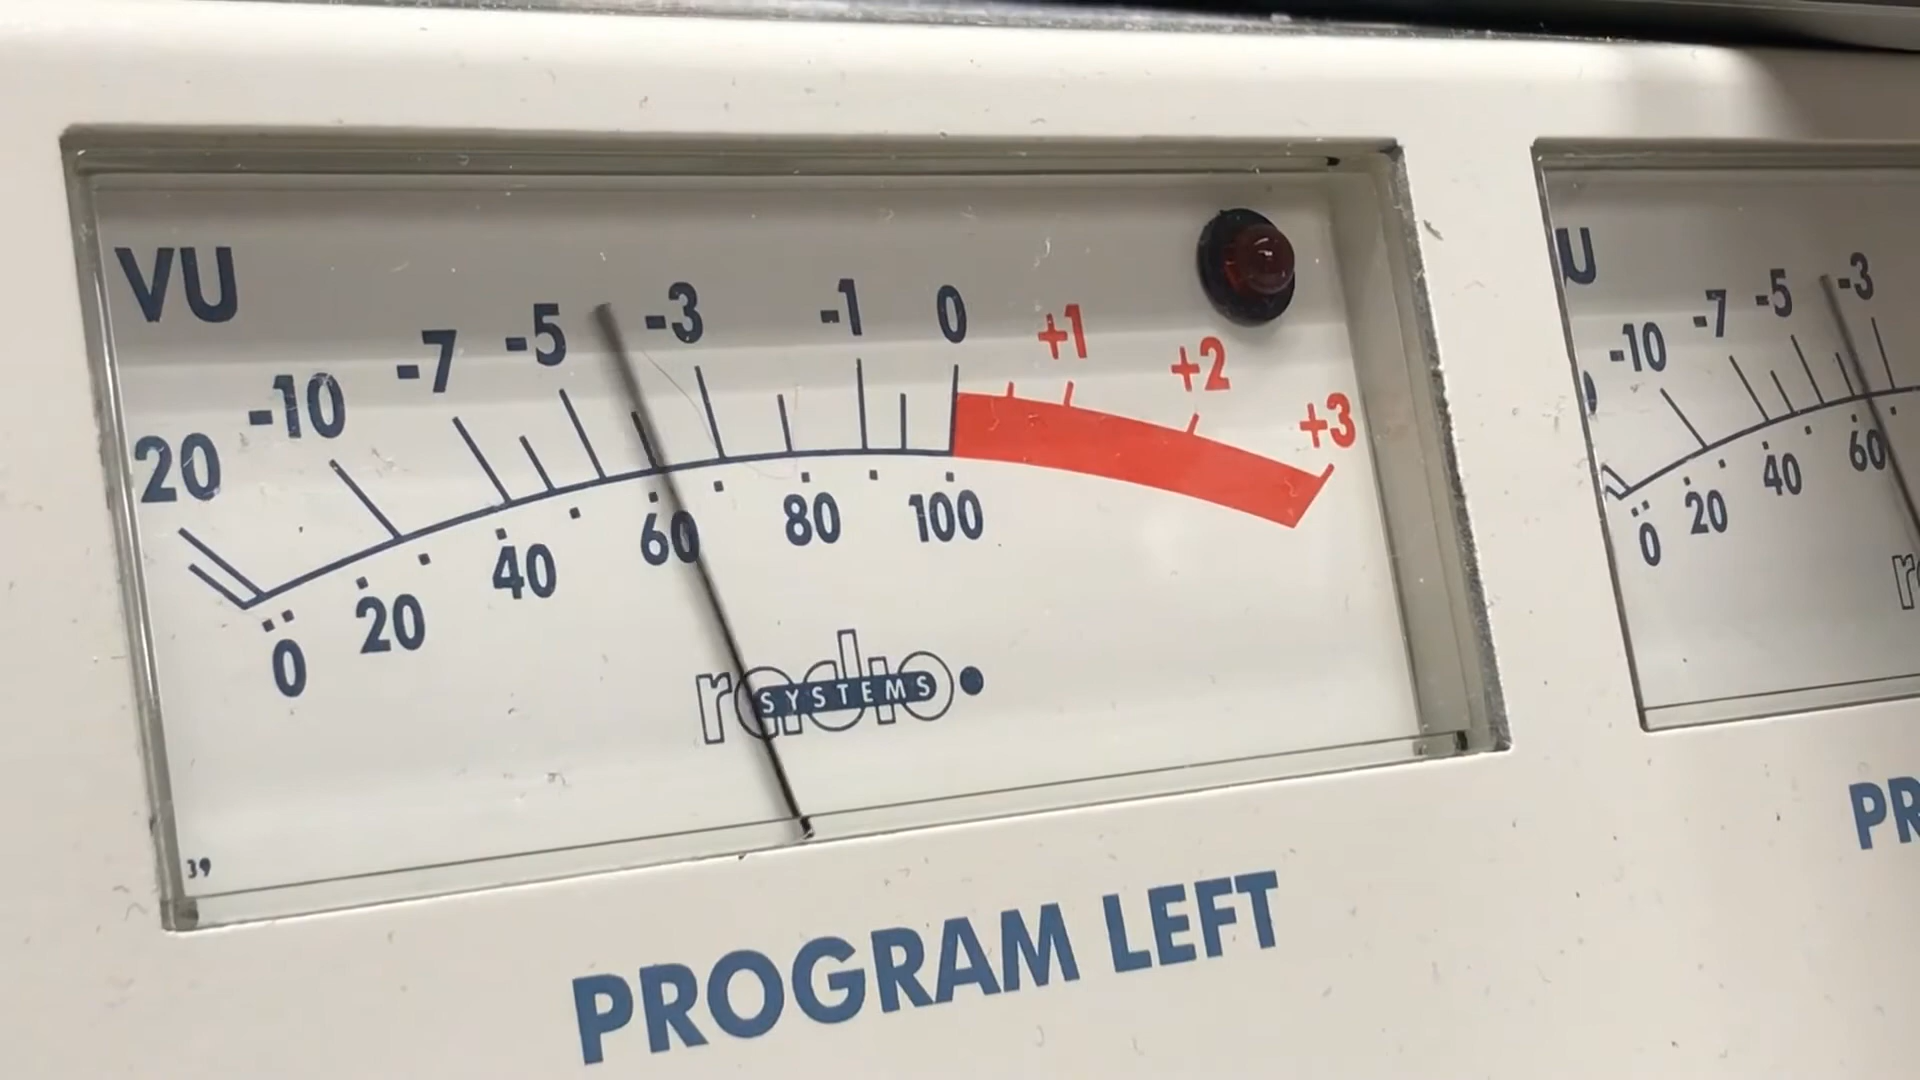 VU
20 -10 -7 -5 -3 -1 0 +1 +2 +3
0 20 40 60 80 100
radio
SYSTEMS
39
PROGRAM LEFT
U
-10 -7 -5 -3
0 20 40 60
r
PR